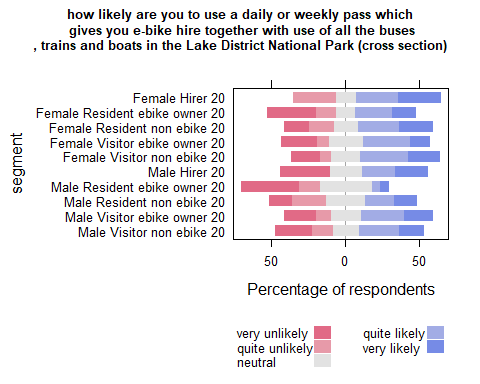 how likely are you to use a daily or weekly pass which
gives you e-bike hire together with use of all the buses
, trains and boats in the Lake District National Park (cross section)
segment
Female Hirer 20
Female Resident ebike owner 20
Female Resident non ebike 20
Female Visitor ebike owner 20
Female Visitor non ebike 20
Male Hirer 20
Male Resident ebike owner 20
Male Resident non ebike 20
Male Visitor ebike owner 20
Male Visitor non ebike 20
50 0 50
Percentage of respondents
very unlikely quite likely
quite unlikely very likely
neutral